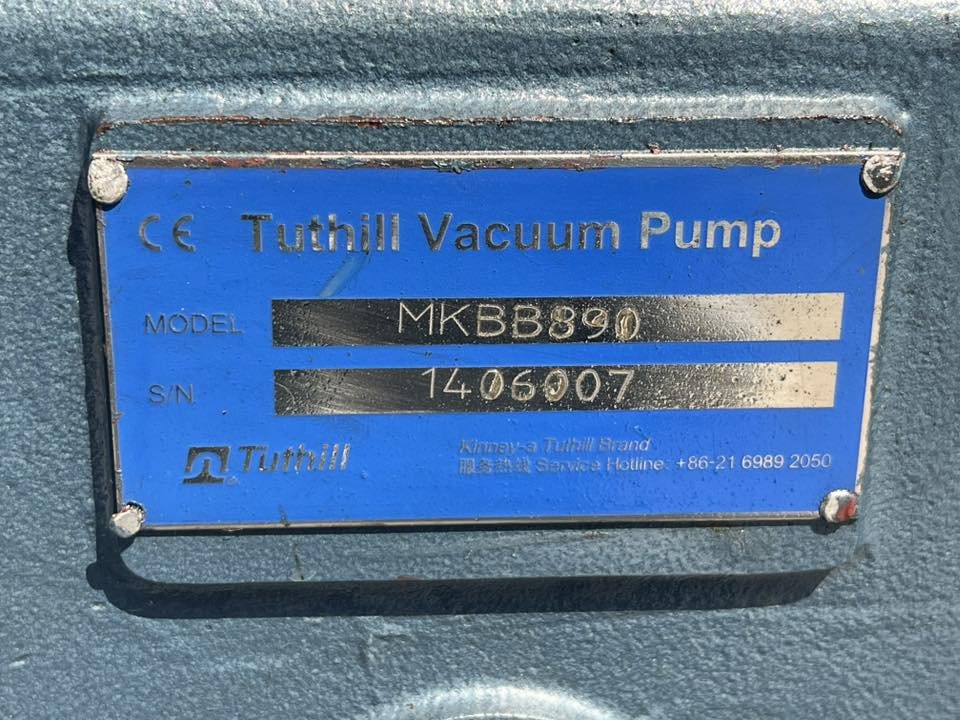 CE Tuthill Vacuum Pump
MODEL MKBB890
S/N 1406007
Tuthill
Kinney-a Tuthill Brand
服务热线 Service Hotline: +86-21 6989 2050